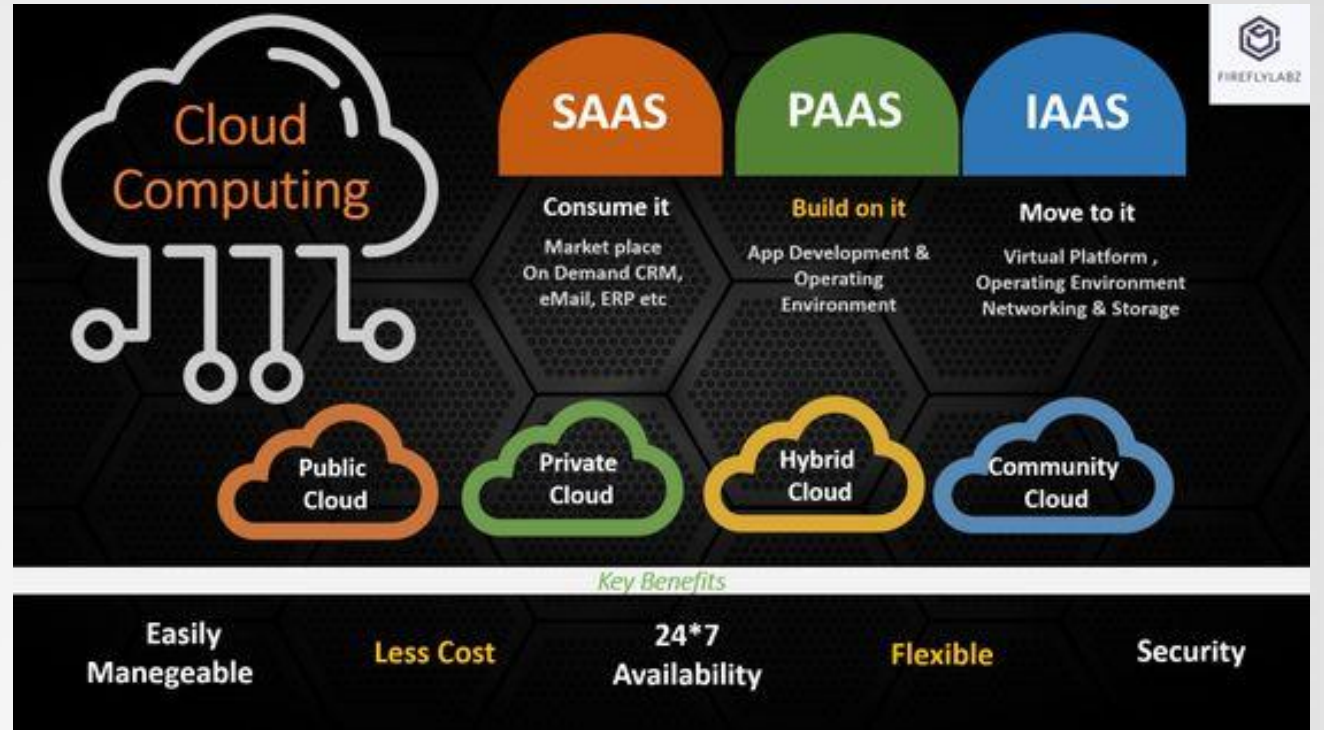 Cloud
Computing
SAAS
Consume it
Market place
On Demand CRM,
eMail, ERP etc
PAAS
Build on it
App Development &
Operating
Environment
IAAS
Move to it
Virtual Platform ,
Operating Environment
Networking & Storage
FIREFLYLABZ
Public
Cloud
Private
Cloud
Hybrid
Cloud
Community
Cloud
Key Benefits
Easily
Manegeable
Less Cost
24*7
Availability
Flexible
Security